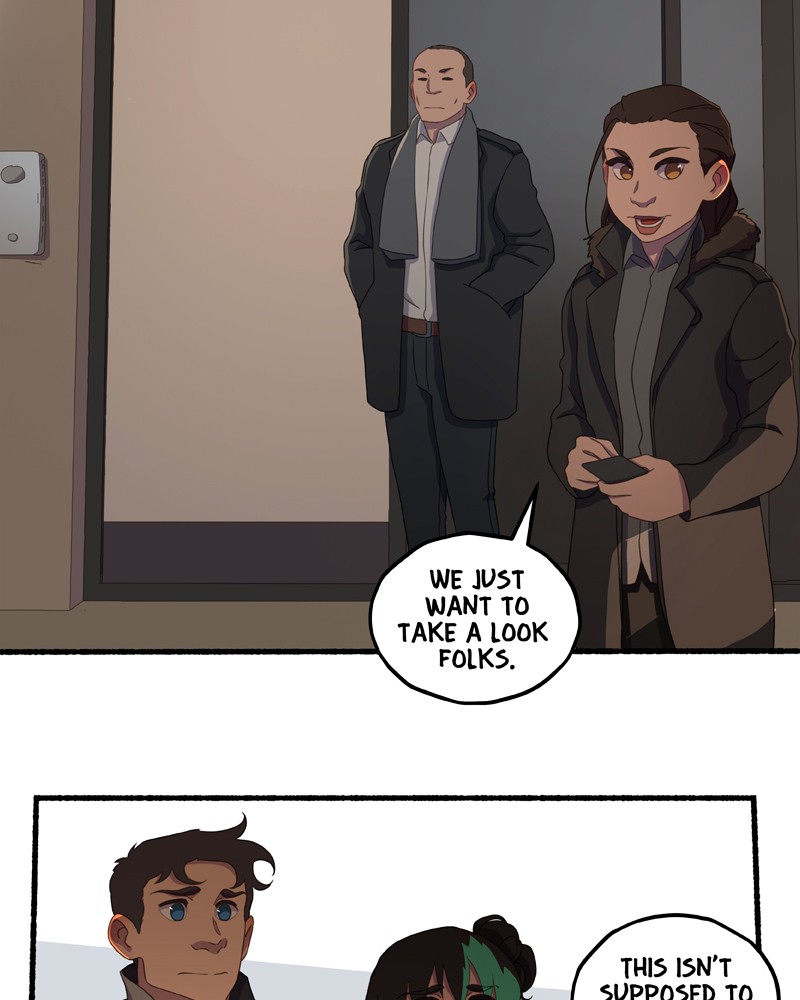 WE JUST
WANT TO
TAKE A LOOK
FOLKS.
THIS ISN'T
SUPPOSED TO